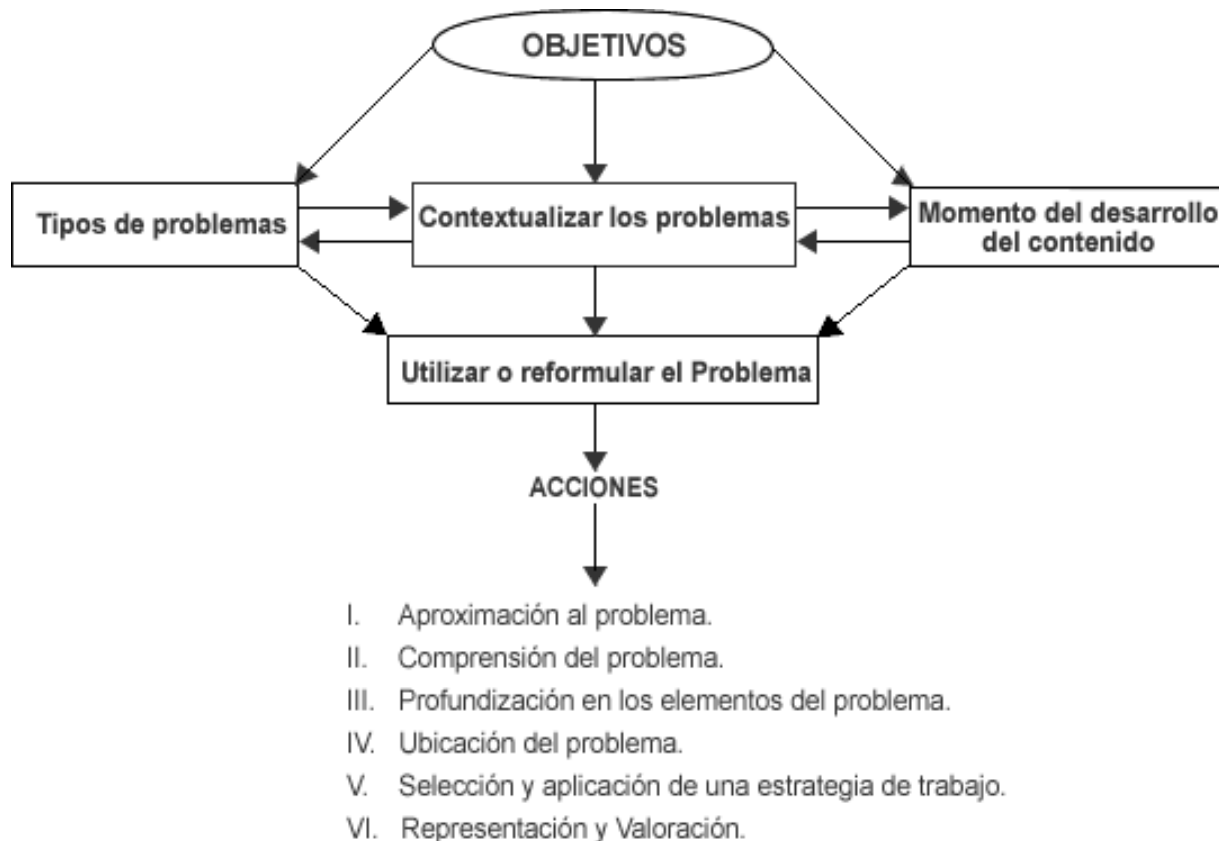 OBJETIVOS
Tipos de problemas
Contextualizar los problemas
Momento del desarrollo
del contenido
Utilizar o reformular el Problema
ACCIONES
I. Aproximación al problema.
II. Comprensión del problema.
III. Profundización en los elementos del problema.
IV. Ubicación del problema.
V. Selección y aplicación de una estrategia de trabajo.
VI. Representación y Valoración.